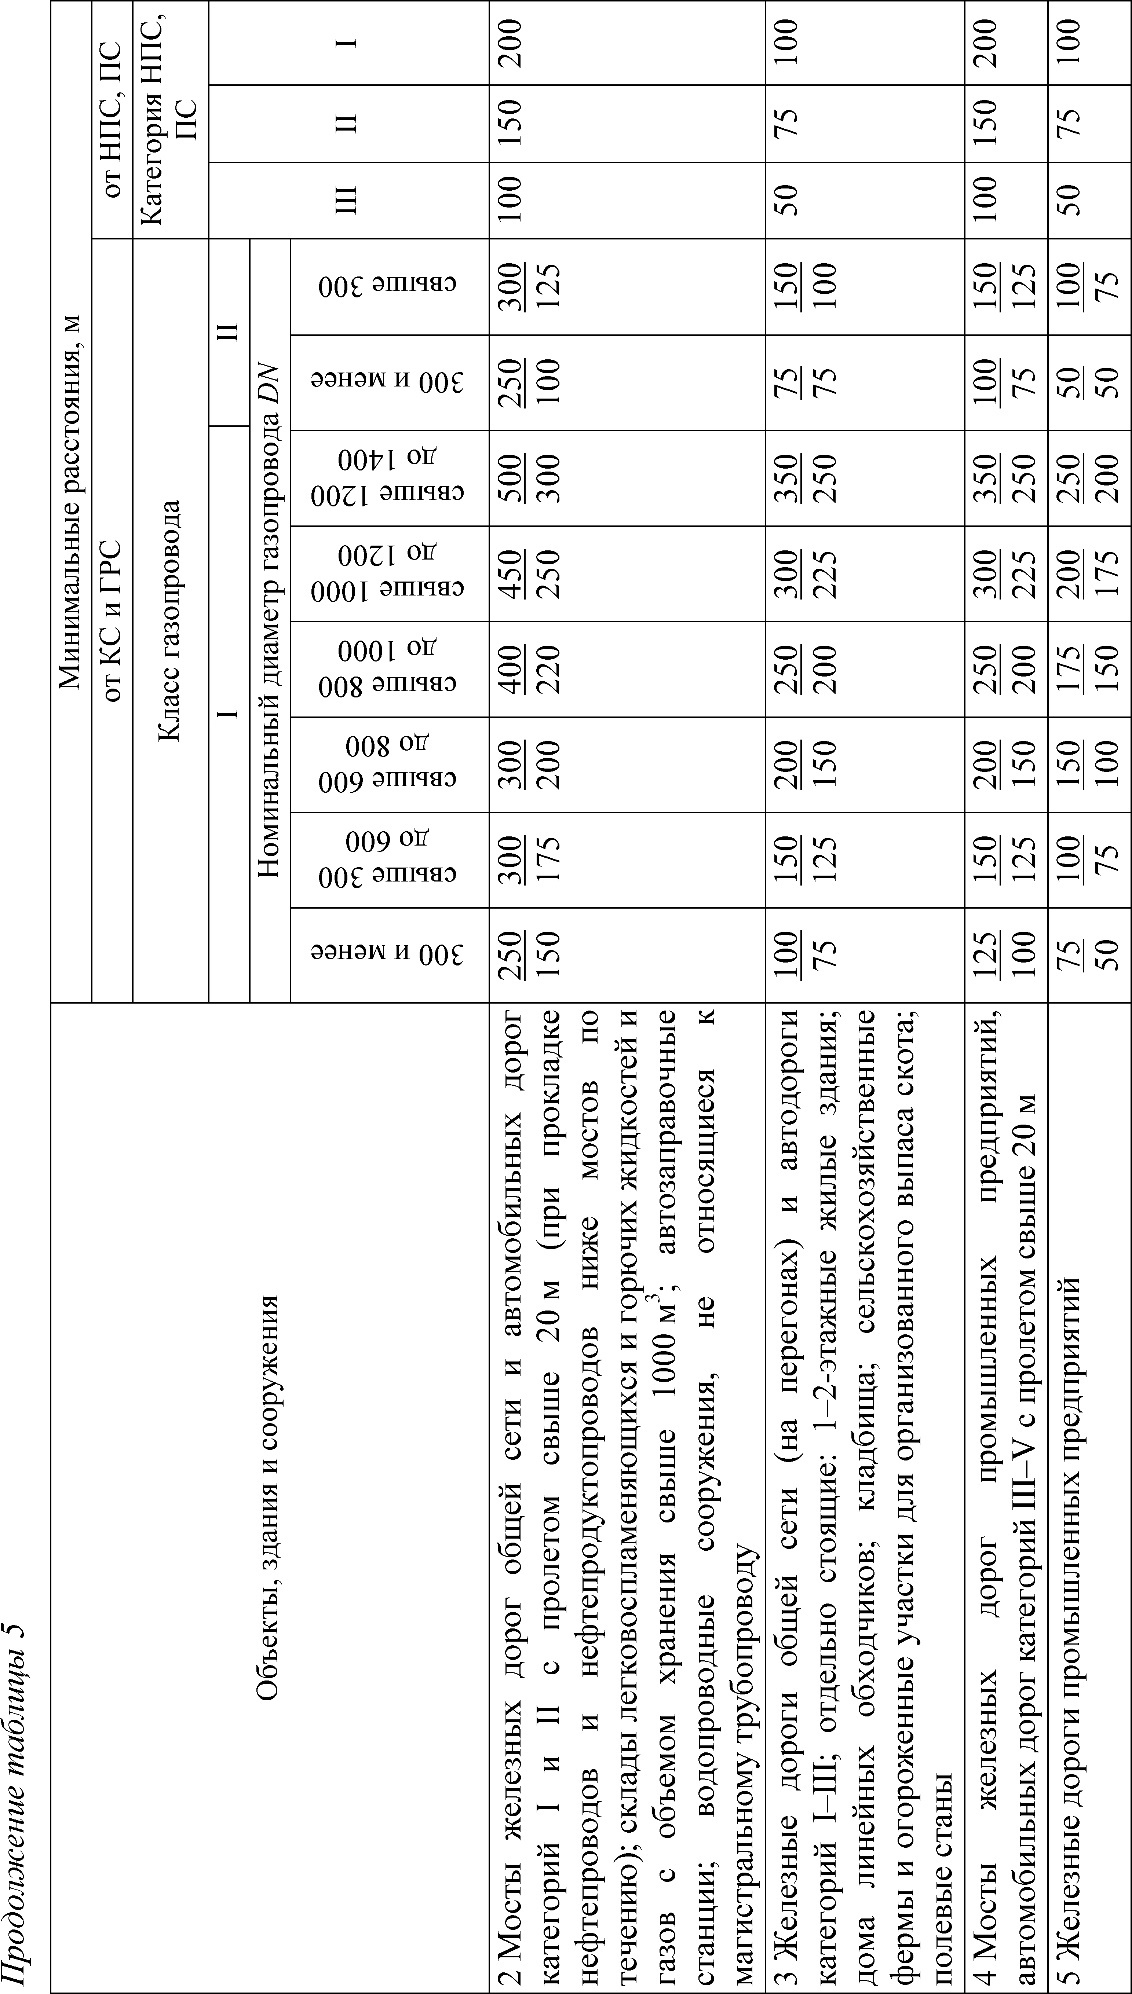 Продолжение таблицы 5
Объекты, здания и сооружения
Минимальные расстояния, м
от КС и ГРС
от НПС, ПС
Класс газопровода
Категория НПС,
ПС
I
II
III
II
I
Номинальный диаметр газопровода DN
300 и менее
свыше 300
до 600
свыше 600
до 800
свыше 800
до 1000
свыше 1000
до 1200
свыше 1200
до 1400
300 и менее
свыше 300
2 Мосты железных дорог общей сети и автомобильных дорог
категорий I и II с пролетом свыше 20 м (при прокладке
нефтепроводов и нефтепродуктопроводов ниже мостов по
течению); склады легковоспламеняющихся и горючих жидкостей и
газов с объемом хранения свыше 1000 м³; автозаправочные
станции; водопроводные сооружения, не относящиеся к
магистральному трубопроводу
250 300 300 400 450 500 250 300 100 150 200
150 175 200 220 250 300 100 125
3 Железные дороги общей сети (на перегонах) и автодороги
категорий I–III; отдельно стоящие: 1–2-этажные жилые здания;
дома линейных обходчиков; кладбища; сельскохозяйственные
фермы и огороженные участки для организованного выпаса скота;
полевые станы
100 150 200 250 300 350 75 150 50 75 100
75 125 150 200 225 250 75 100
4 Мосты железных дорог промышленных предприятий,
автомобильных дорог категорий III–V с пролетом свыше 20 м
125 150 200 250 300 350 100 150 100 150 200
100 125 150 200 225 250 75 125
5 Железные дороги промышленных предприятий
75 100 150 175 200 250 50 100 50 75 100
50 75 100 150 175 200 50 75